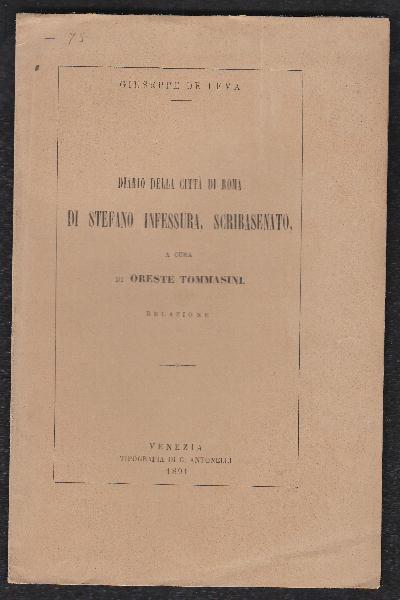 — 75
GIUSEPPE DE LEVA
DIARIO DELLA CITTÀ DI ROMA
DI STEFANO INFESSURA, SCRIBASENATO,
A CURA
DI ORESTE TOMMASINI.
RELAZIONE
VENEZIA
TIPOGRAFIA DI G. ANTONELLI
1891